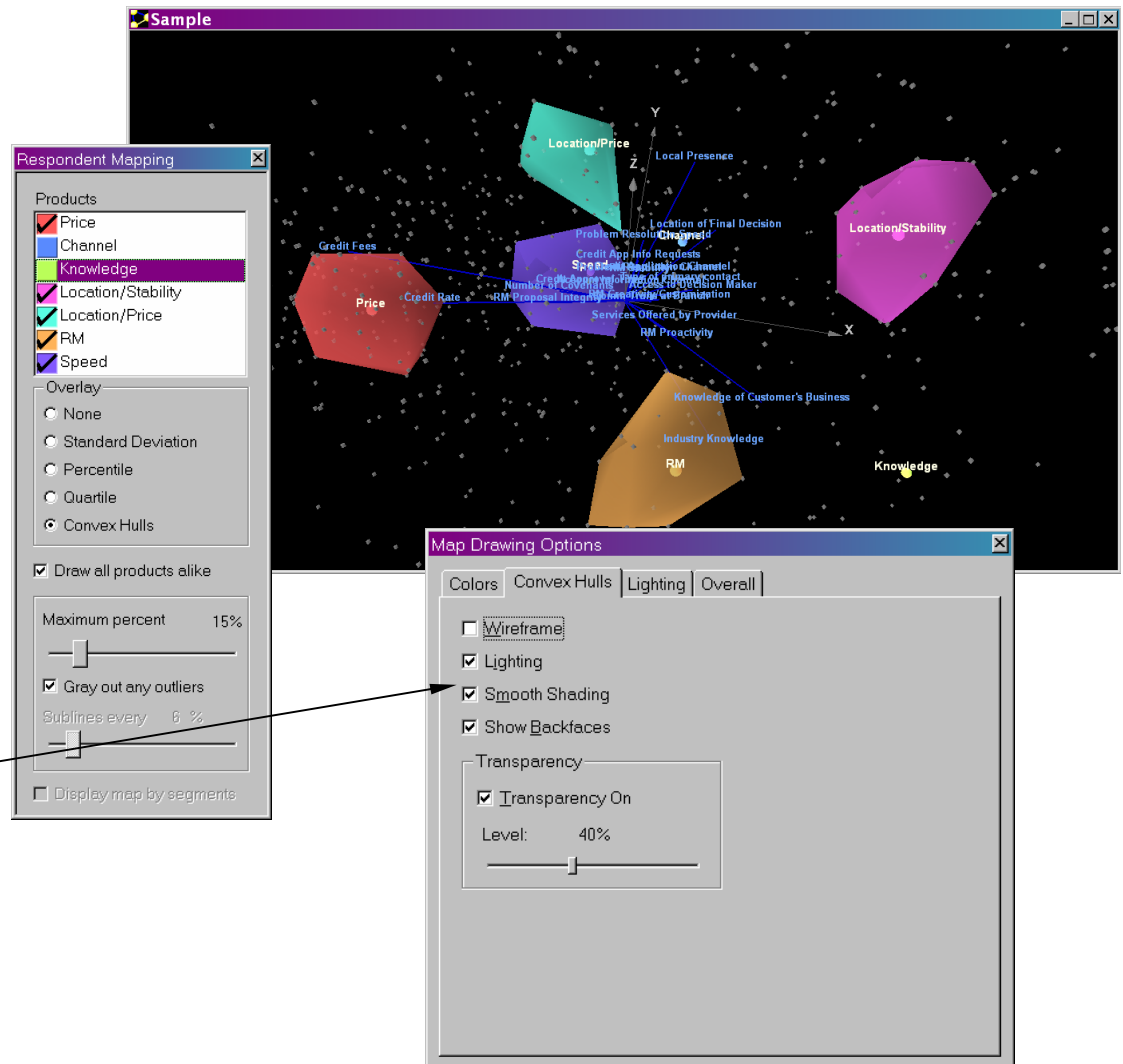 Sample
Y
Location/Price
Z
Local Presence
Respondent Mapping
Products
Price
Channel
Knowledge
Location/Stability
Location/Price
RM
Speed
Overlay
None
Standard Deviation
Percentile
Quartile
Convex Hulls
Draw all products alike
Maximum percent 15%
Gray out any outliers
Sublines every 6 %
Display map by segments
Location of Final Decision
Channel
Location/Stability
Credit Fees
Credit App Info Requests
Speed
Access to Decision Maker
Number of Covenants
Price
Credit Rate
RM Proposal Integrity
Services Offered by Provider
X
RM Proactivity
Knowledge of Customer's Business
Industry Knowledge
RM
Knowledge
Map Drawing Options
Colors Convex Hulls Lighting Overall
Wireframe
Lighting
Smooth Shading
Show Backfaces
Transparency
Transparency On
Level: 40%